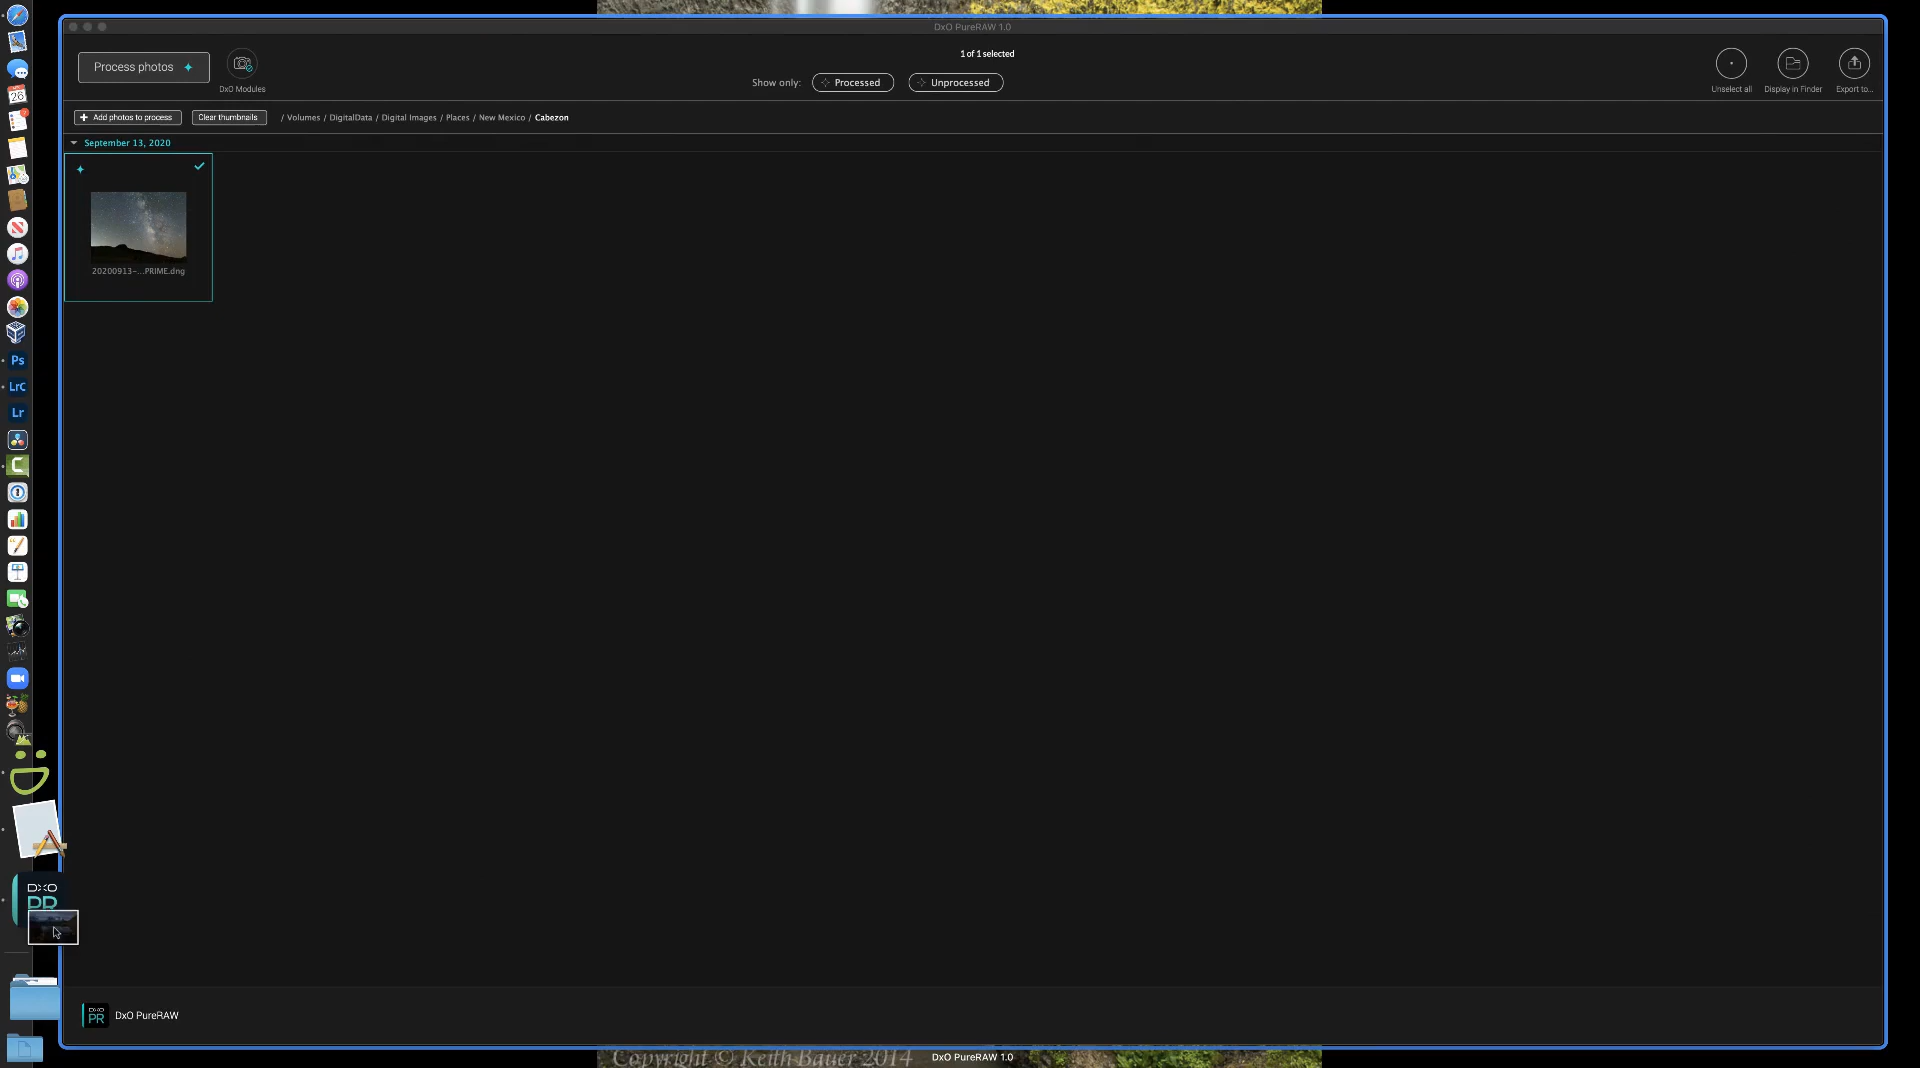 DxO PureRAW 1.0
1 of 1 selected
Process photos
DxO Modules
Show only:
Processed
Unprocessed
Unselect all
Display in Finder
Export to...
Add photos to process
Clear thumbnails
/ Volumes / DigitalData / Digital Images / Places / New Mexico / Cabezon
September 13, 2020
20200913-...PRIME.dng
26
Ps
LrC
Lr
C
DXO
PR
DXO
PR
DxO PureRAW
Copyright © Keith Bauer 2014
DxO PureRAW 1.0